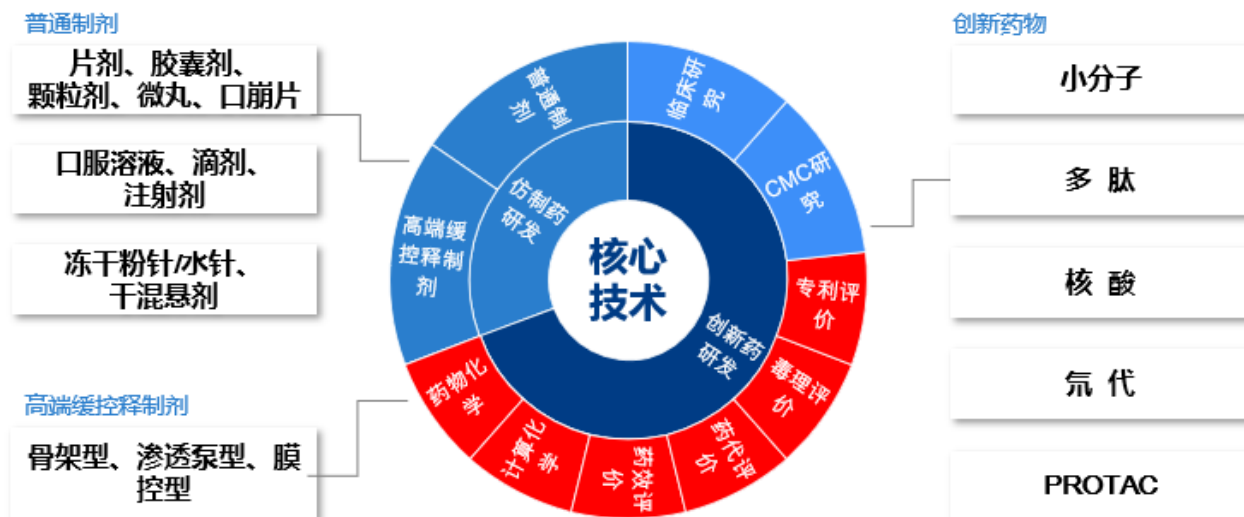 普通制剂
片剂、胶囊剂、
颗粒剂、微丸、口崩片
口服溶液、滴剂、
注射剂
冻干粉针/水针、
干混悬剂
高端缓控释制剂
骨架型、渗透泵型、膜
控型
普通制
剂
高端缓
控释制
剂
仿制药
研发
核心
技术
创新药
研发
临床研
究
CMC研
究
专利评
价
毒理评
价
药代评
价
药效评
价
计算化
学
药物化
学
创新药物
小分子
多 肽
核 酸
氘 代
PROTAC